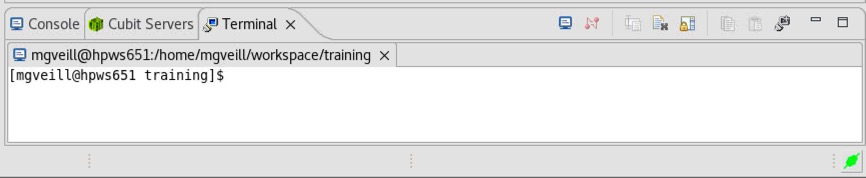 Console Cubit Servers Terminal
mgveill@hpws651:/home/mgveill/workspace/training
[mgveill@hpws651 training]$